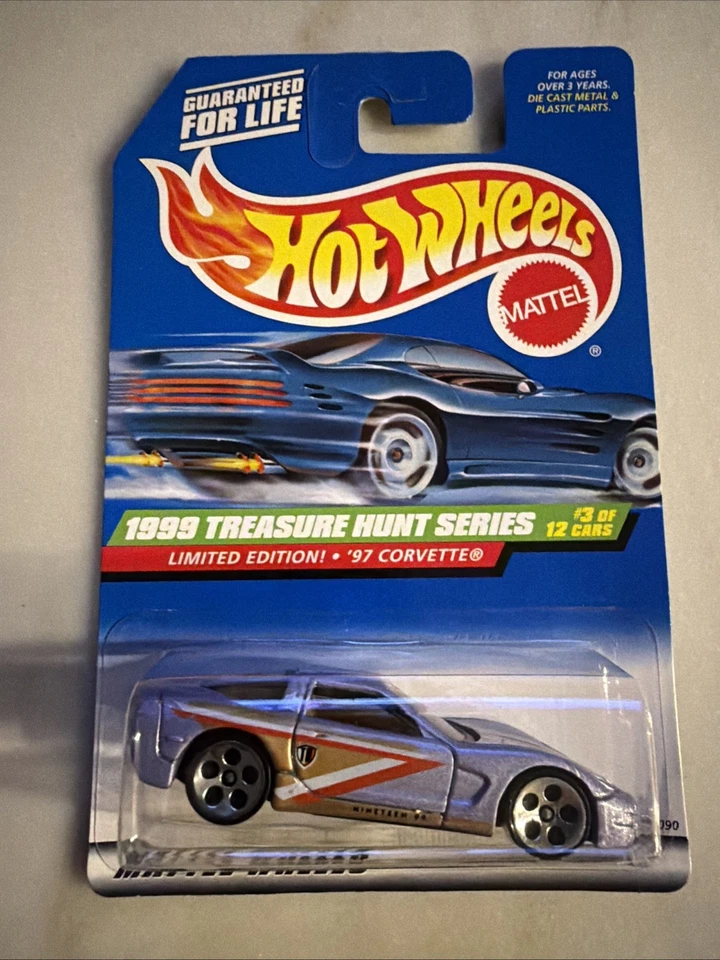 GUARANTEED
FOR LIFE
FOR AGES
OVER 3 YEARS.
DIE CAST METAL &
PLASTIC PARTS.
HOT WHEELS
MATTEL
®
1999 TREASURE HUNT SERIES
#3 OF
12 CARS
LIMITED EDITION! • '97 CORVETTE®
090